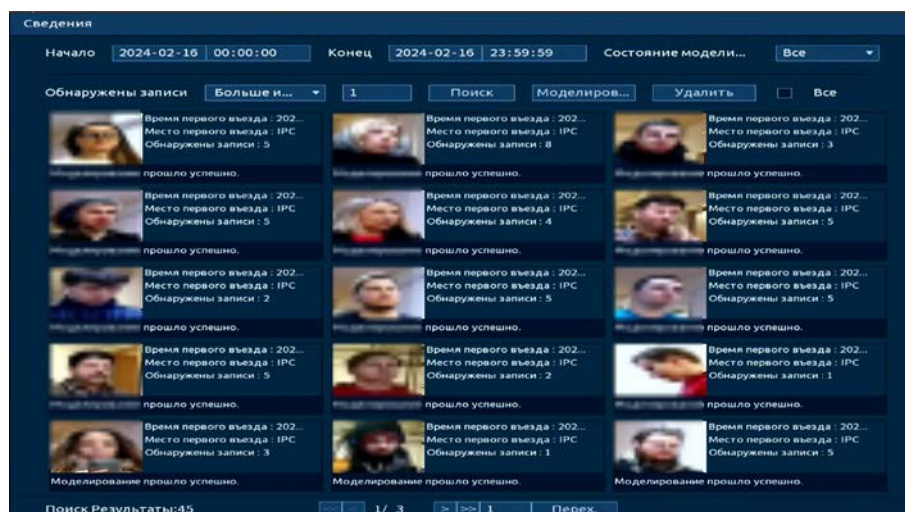 Сведения
Начало 2024-02-16 00:00:00 Конец 2024-02-16 23:59:59 Состояние модели... Все
Обнаружены записи Больше и... 1 Поиск Моделиров... Удалить Все
Время первого въезда : 202... Время первого въезда : 202... Время первого въезда : 202...
Место первого въезда : IPC Место первого въезда : IPC Место первого въезда : IPC
Обнаружены записи : 5 Обнаружены записи : 8 Обнаружены записи : 3
прошло успешно. прошло успешно. прошло успешно.
Время первого въезда : 202... Время первого въезда : 202... Время первого въезда : 202...
Место первого въезда : IPC Место первого въезда : IPC Место первого въезда : IPC
Обнаружены записи : 5 Обнаружены записи : 4 Обнаружены записи : 5
прошло успешно. прошло успешно. прошло успешно.
Время первого въезда : 202... Время первого въезда : 202... Время первого въезда : 202...
Место первого въезда : IPC Место первого въезда : IPC Место первого въезда : IPC
Обнаружены записи : 2 Обнаружены записи : 5 Обнаружены записи : 5
прошло успешно. прошло успешно. прошло успешно.
Время первого въезда : 202... Время первого въезда : 202... Время первого въезда : 202...
Место первого въезда : IPC Место первого въезда : IPC Место первого въезда : IPC
Обнаружены записи : 5 Обнаружены записи : 2 Обнаружены записи : 1
прошло успешно. прошло успешно. прошло успешно.
Время первого въезда : 202... Время первого въезда : 202... Время первого въезда : 202...
Место первого въезда : IPC Место первого въезда : IPC Место первого въезда : IPC
Обнаружены записи : 3 Обнаружены записи : 1 Обнаружены записи : 5
Моделирование прошло успешно. Моделирование прошло успешно. Моделирование прошло успешно.
Поиск Результаты:45 << < 1/ 3 > >> 1 Перех.